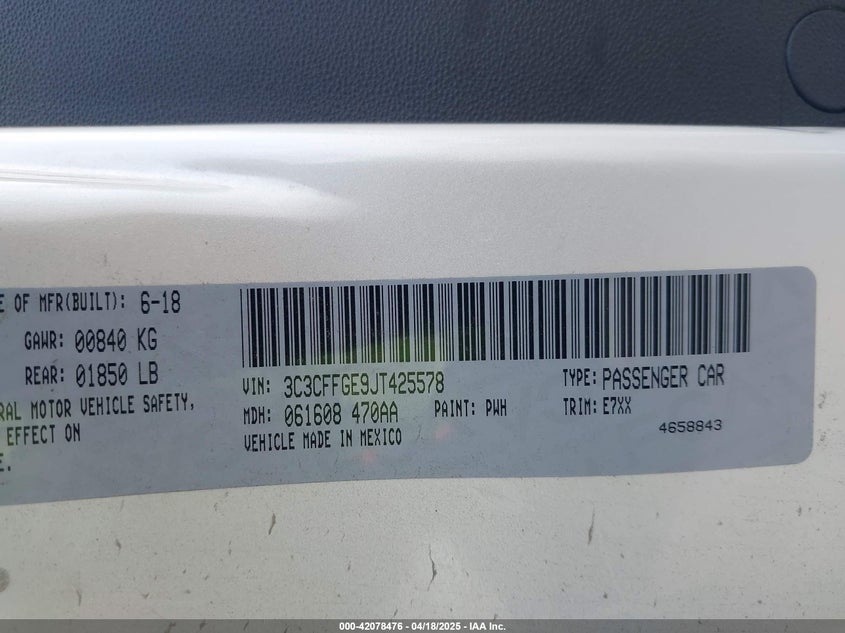 E OF MFR(BUILT): 6-18
GAWR: 00840 KG
REAR: 01850 LB
RAL MOTOR VEHICLE SAFETY,
EFFECT ON
E.
VIN: 3C3CFFGE9JT425578
TYPE: PASSENGER CAR
MDH: 061608 470AA
PAINT: PWH
TRIM: E7XX
VEHICLE MADE IN MEXICO
4658843
000-42078476 - 04/18/2025 - IAA Inc.